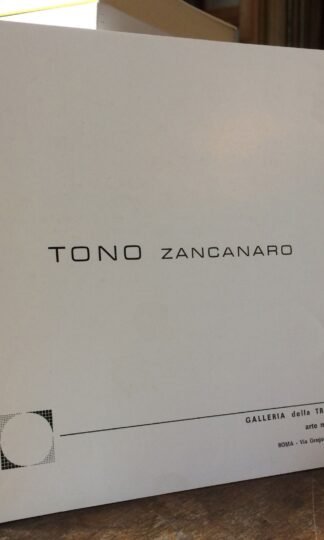 TONO ZANCANARO
GALLERIA della TR
arte m
ROMA - Via Grego